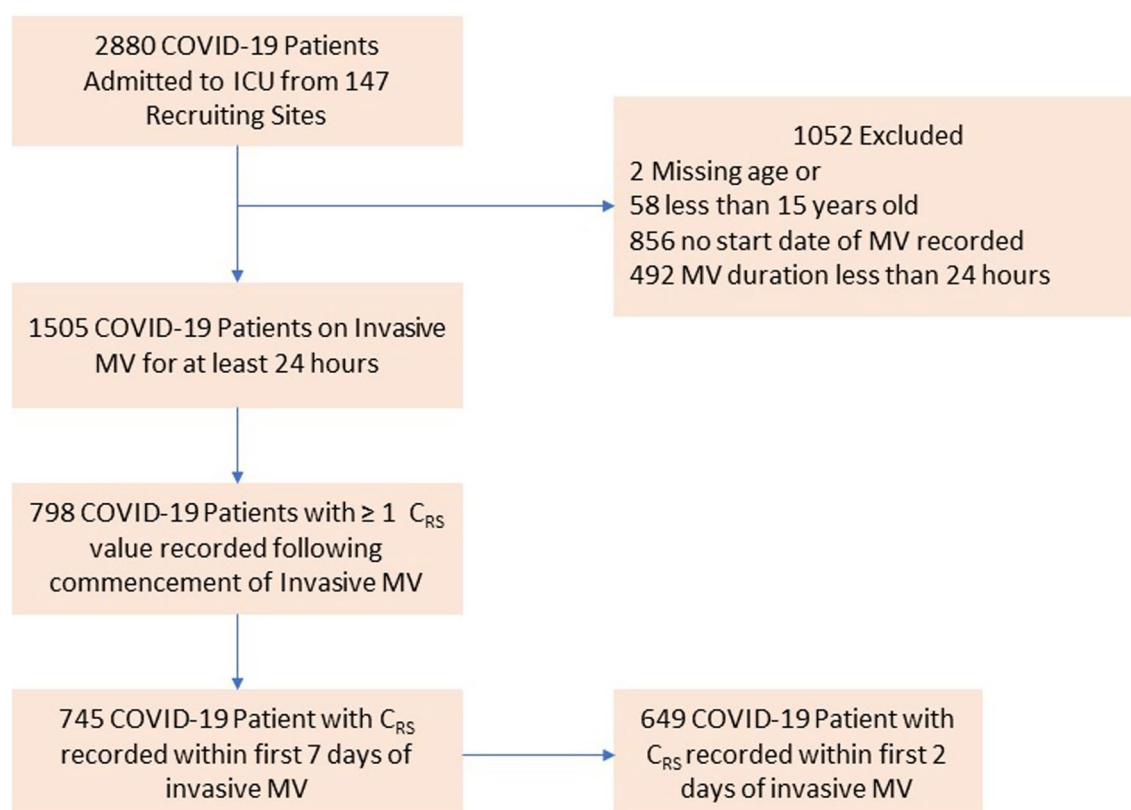 2880 COVID-19 Patients
Admitted to ICU from 147
Recruiting Sites
1052 Excluded
2 Missing age or
58 less than 15 years old
856 no start date of MV recorded
492 MV duration less than 24 hours
1505 COVID-19 Patients on Invasive
MV for at least 24 hours
798 COVID-19 Patients with ≥ 1 C_RS
value recorded following
commencement of Invasive MV
745 COVID-19 Patient with C_RS
recorded within first 7 days of
invasive MV
649 COVID-19 Patient with
C_RS recorded within first 2
days of invasive MV